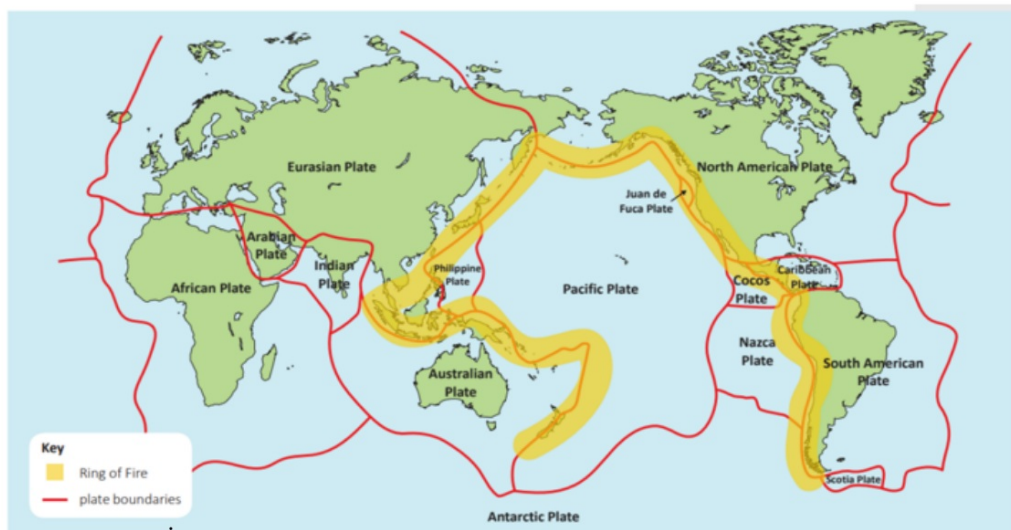 Eurasian Plate
North American Plate
Juan de
Fuca Plate
Arabian
Plate
Indian
Plate
Philippine
Plate
Caribbean
Plate
African Plate
Pacific Plate
Cocos
Plate
Nazca
Plate
South American
Plate
Australian
Plate
Key
Ring of Fire
plate boundaries
Scotia Plate
Antarctic Plate